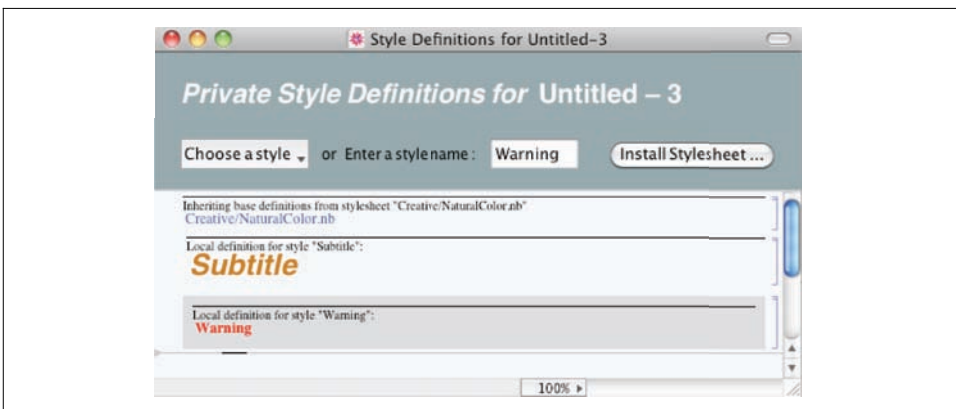 Style Definitions for Untitled-3
Private Style Definitions for Untitled – 3
Choose a style or Enter a style name: Warning Install Stylesheet ...
Inheriting base definitions from stylesheet "Creative/NaturalColor.nb"
Creative/NaturalColor.nb
Local definition for style "Subtitle":
Subtitle
Local definition for style "Warning":
Warning
100%